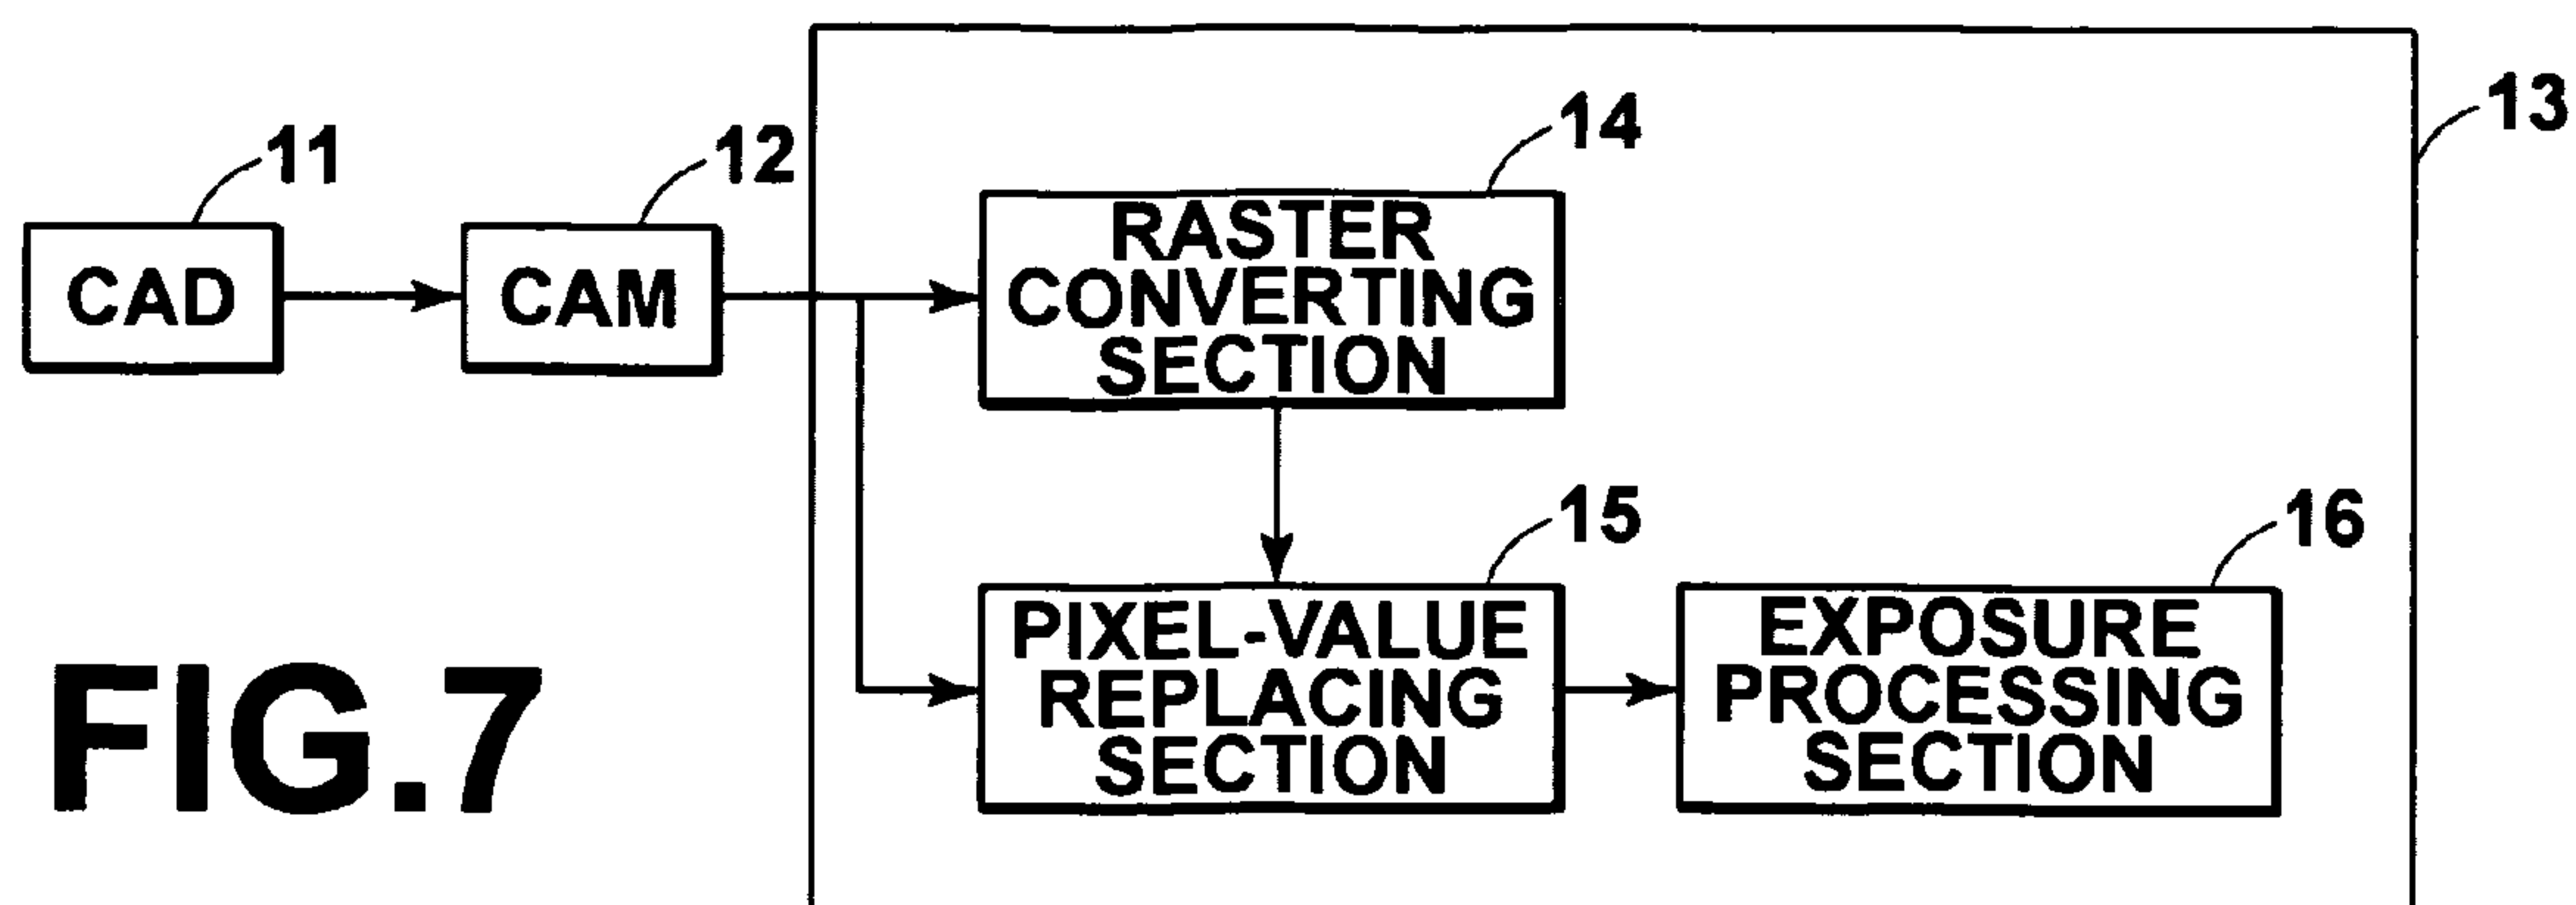 13
14
11
12
RASTER
CONVERTING
SECTION
CAD
CAM
15
16
PIXEL-VALUE
REPLACING
SECTION
EXPOSURE
PROCESSING
SECTION
FIG.7